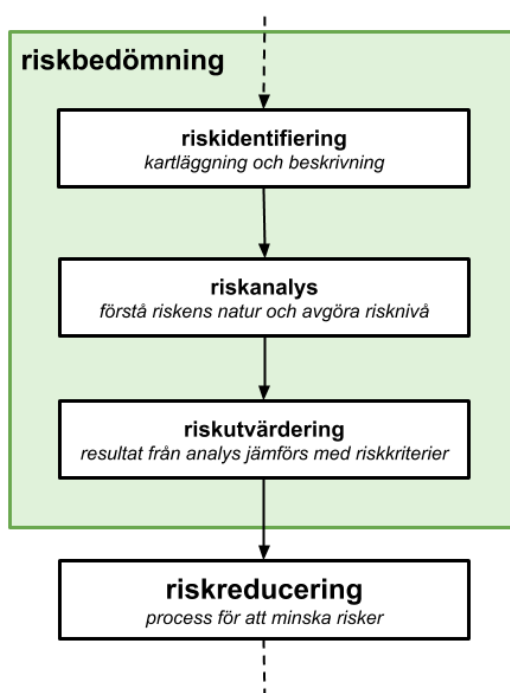 riskbedömning
riskidentifiering
kartläggning och beskrivning
riskanalys
förstå riskens natur och avgöra risknivå
riskutvärdering
resultat från analys jämförs med riskkriterier
riskreducering
process för att minska risker